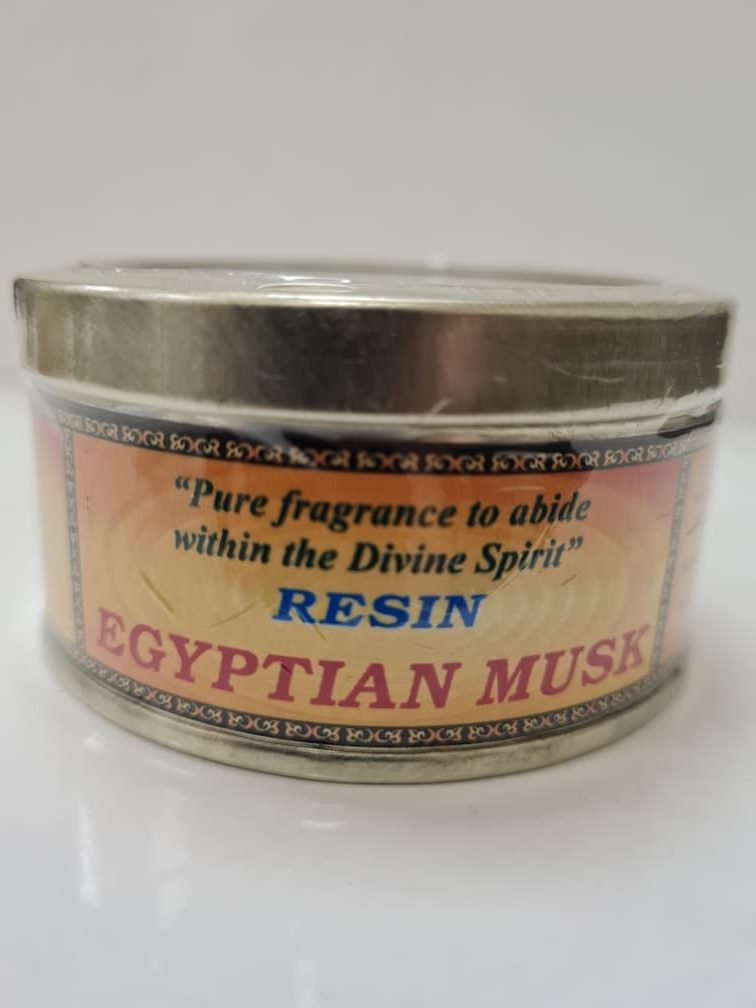 “Pure fragrance to abide
within the Divine Spirit”
RESIN
EGYPTIAN MUSK